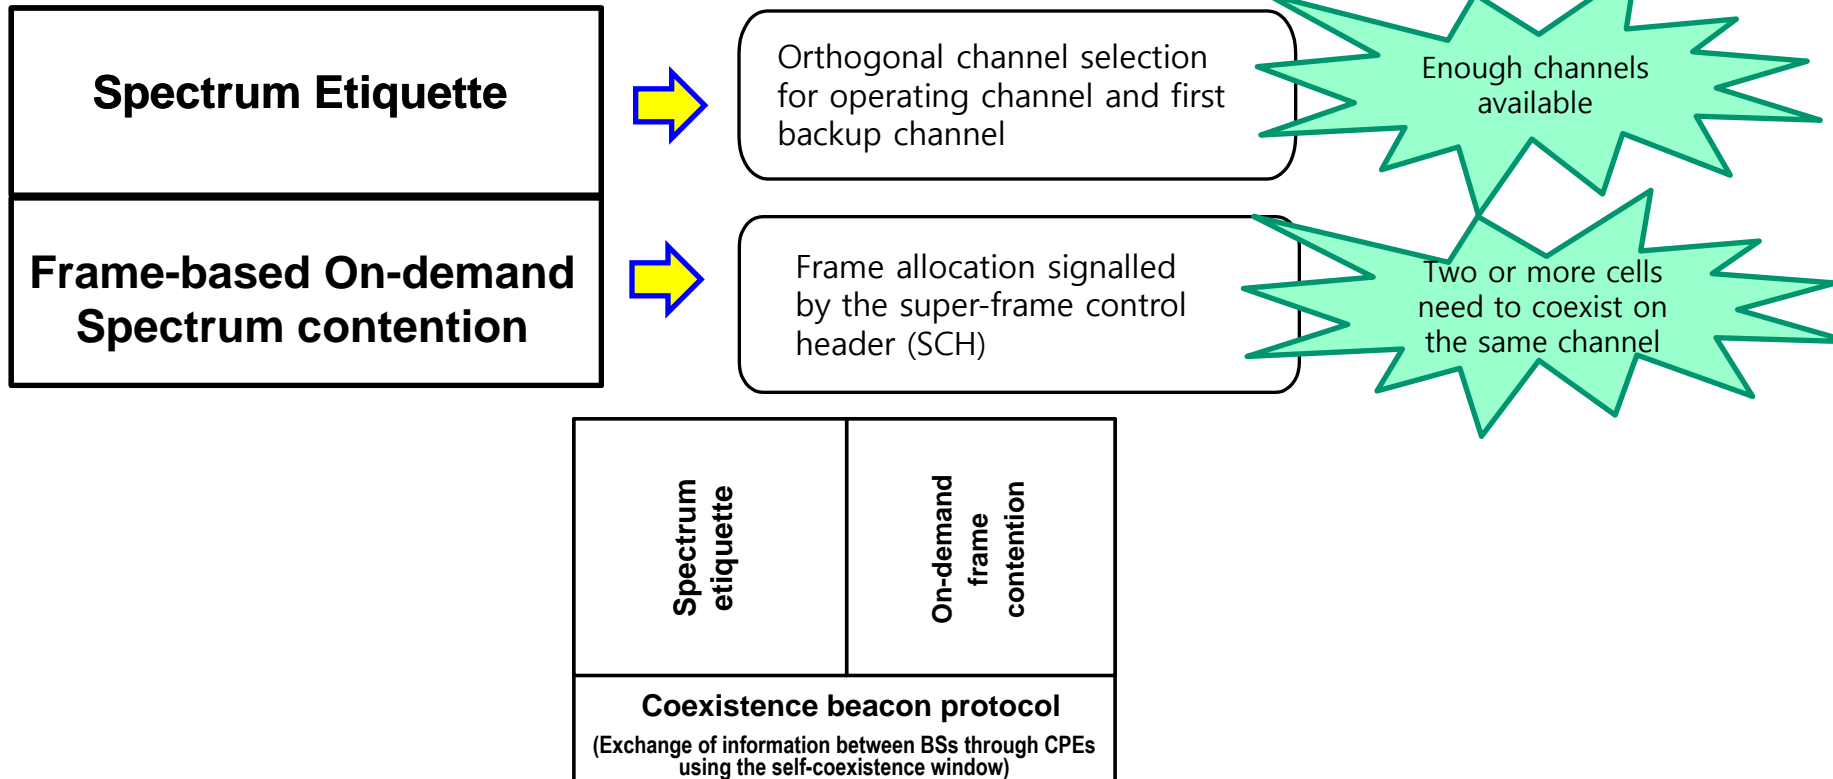 Spectrum Etiquette
Orthogonal channel selection
for operating channel and first
backup channel
Enough channels
available
Frame-based On-demand
Spectrum contention
Frame allocation signalled
by the super-frame control
header (SCH)
Two or more cells
need to coexist on
the same channel
Spectrum
etiquette
On-demand
frame
contention
Coexistence beacon protocol
(Exchange of information between BSs through CPEs
using the self-coexistence window)